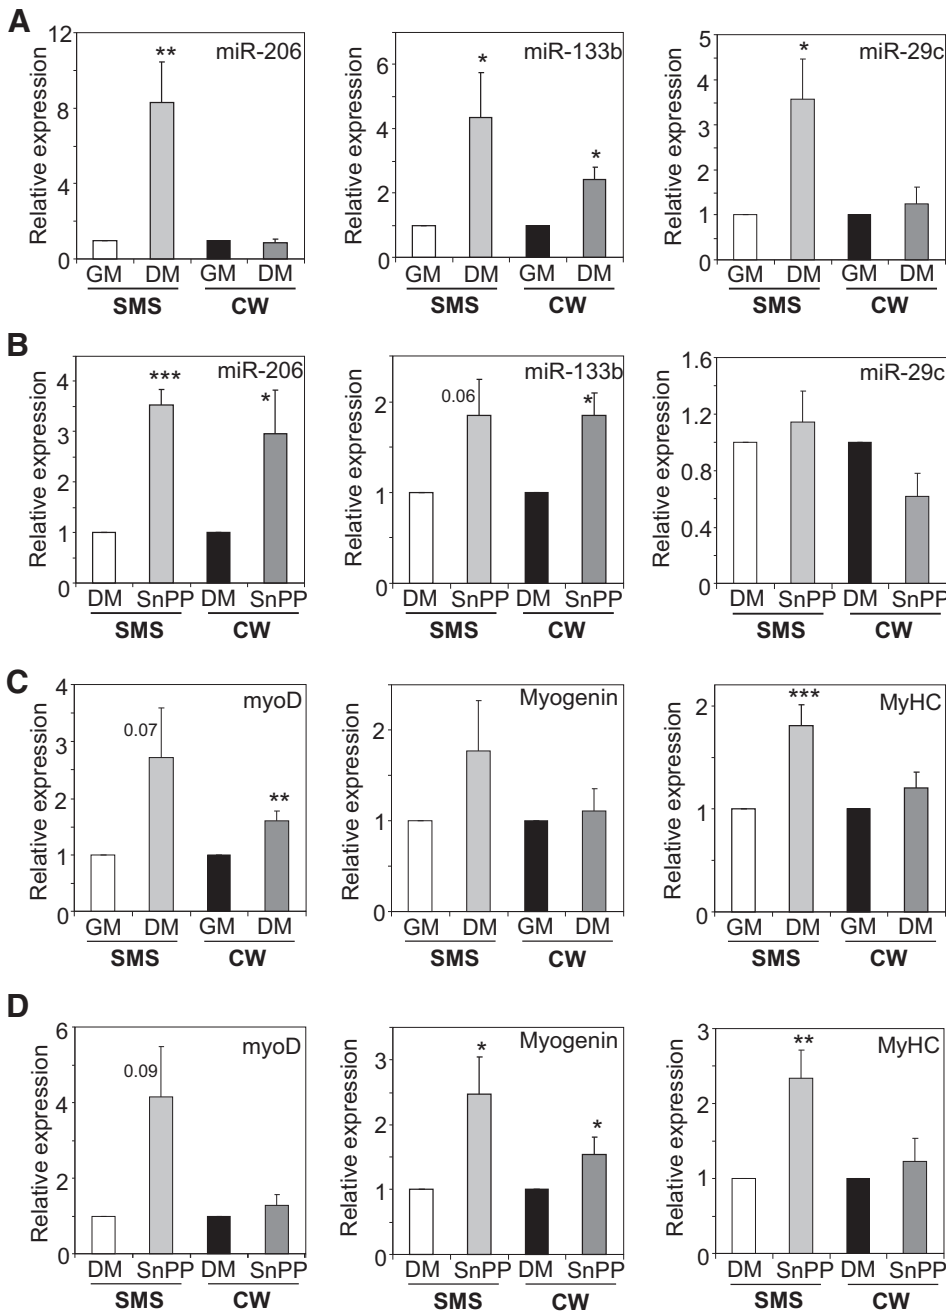 A
Relative expression
12
8
4
0
**
miR-206
GM DM GM DM
SMS CW
Relative expression
6
4
2
0
*
*
miR-133b
GM DM GM DM
SMS CW
Relative expression
5
4
3
2
1
0
*
miR-29c
GM DM GM DM
SMS CW
B
Relative expression
4
3
2
1
0
***
*
miR-206
DM SnPP DM SnPP
SMS CW
Relative expression
2
1
0
0.06
*
miR-133b
DM SnPP DM SnPP
SMS CW
Relative expression
1.6
1.2
0.8
0.4
0
miR-29c
DM SnPP DM SnPP
SMS CW
C
Relative expression
4
3
2
1
0
0.07
**
myoD
GM DM GM DM
SMS CW
Relative expression
2
1
0
Myogenin
GM DM GM DM
SMS CW
Relative expression
2
1
0
***
MyHC
GM DM GM DM
SMS CW
D
Relative expression
6
4
2
0
0.09
myoD
DM SnPP DM SnPP
SMS CW
Relative expression
3
2
1
0
*
*
Myogenin
DM SnPP DM SnPP
SMS CW
Relative expression
3
2
1
0
**
MyHC
DM SnPP DM SnPP
SMS CW